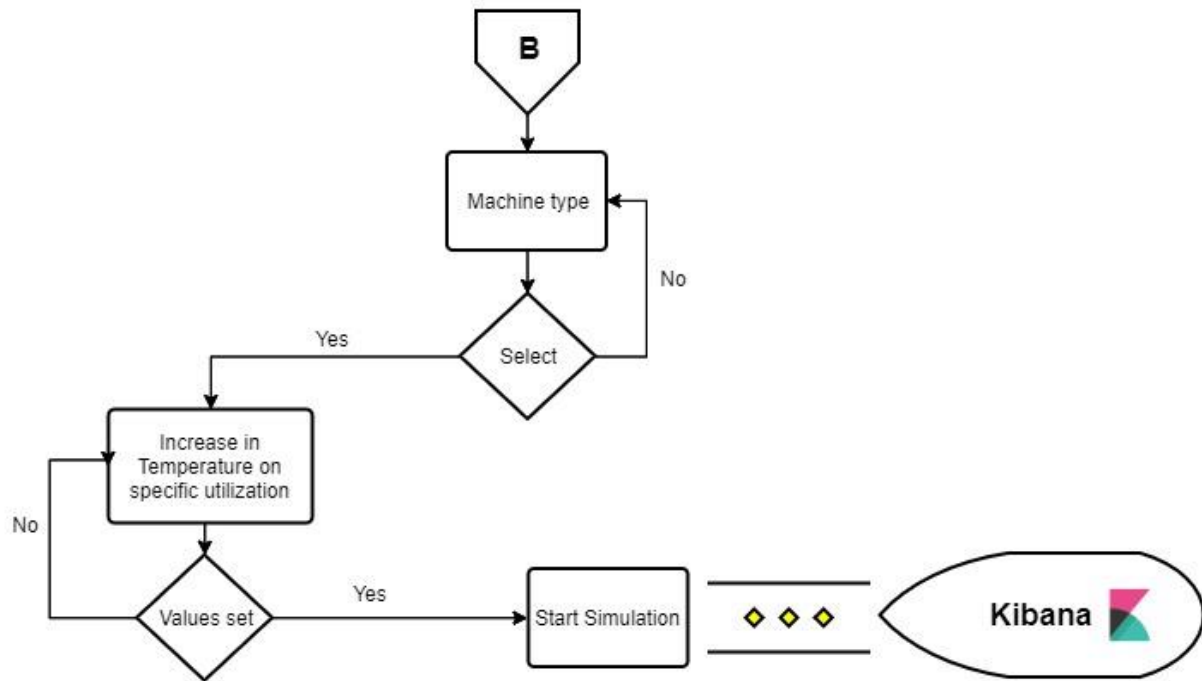 B
Machine type
No
Select
Yes
Increase in
Temperature on
specific utilization
No
Values set
Yes
Start Simulation
Kibana